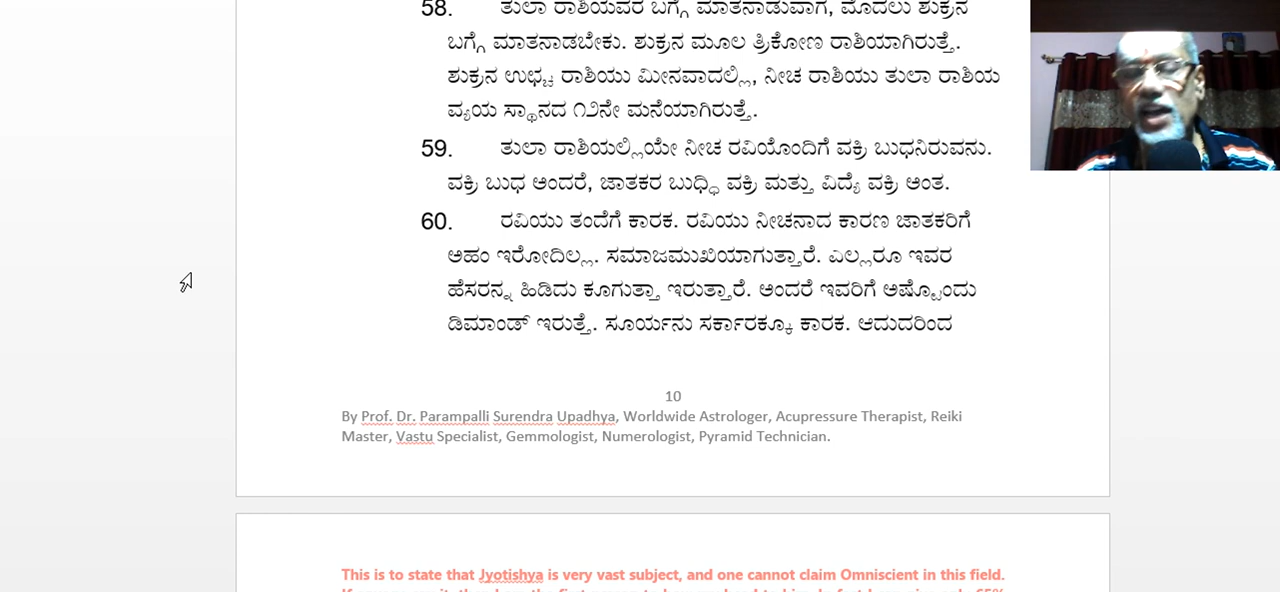 58. ತುಲಾ ರಾಶಿಯವರ ಬಗ್ಗೆ ಮಾತನಾಡುವಾಗ, ಮೊದಲು ಶುಕ್ರನ
ಬಗ್ಗೆ ಮಾತನಾಡಬೇಕು. ಶುಕ್ರನ ಮೂಲ ತ್ರಿಕೋಣ ರಾಶಿಯಾಗಿರುತ್ತೆ.
ಶುಕ್ರನ ಉಛ್ಚ ರಾಶಿಯು ಮೀನವಾದಲ್ಲಿ, ನೀಚ ರಾಶಿಯು ತುಲಾ ರಾಶಿಯ
ವ್ಯಯ ಸ್ಥಾನದ ೧೨ನೇ ಮನೆಯಾಗಿರುತ್ತೆ.
59. ತುಲಾ ರಾಶಿಯಲ್ಲಿಯೇ ನೀಚ ರವಿಯೊಂದಿಗೆ ವಕ್ರಿ ಬುಧನಿರುವನು.
ವಕ್ರಿ ಬುಧ ಅಂದರೆ, ಜಾತಕರ ಬುಧ್ಧಿ ವಕ್ರಿ ಮತ್ತು ವಿದ್ಯೆ ವಕ್ರಿ ಅಂತ.
60. ರವಿಯು ತಂದೆಗೆ ಕಾರಕ. ರವಿಯು ನೀಚನಾದ ಕಾರಣ ಜಾತಕರಿಗೆ
ಅಹಂ ಇರೋದಿಲ್ಲ. ಸಮಾಜಮುಖಿಯಾಗುತ್ತಾರೆ. ಎಲ್ಲರೂ ಇವರ
ಹೆಸರನ್ನ ಹಿಡಿದು ಕೂಗುತ್ತಾ ಇರುತ್ತಾರೆ. ಅಂದರೆ ಇವರಿಗೆ ಅಷ್ಟೊಂದು
ಡಿಮಾಂಡ್ ಇರುತ್ತೆ. ಸೂರ್ಯನು ಸರ್ಕಾರಕ್ಕೂ ಕಾರಕ. ಆದುದರಿಂದ
10
By Prof. Dr. Parampalli Surendra Upadhya, Worldwide Astrologer, Acupressure Therapist, Reiki
Master, Vastu Specialist, Gemmologist, Numerologist, Pyramid Technician.
This is to state that Jyotishya is very vast subject, and one cannot claim Omniscient in this field.